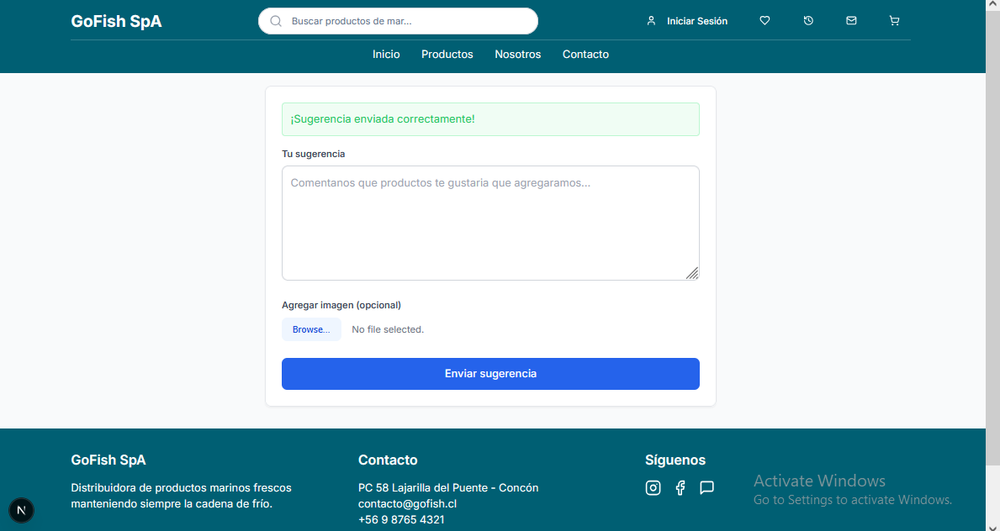 GoFish SpA
Buscar productos de mar...
Iniciar Sesión
Inicio Productos Nosotros Contacto
¡Sugerencia enviada correctamente!
Tu sugerencia
Comentanos que productos te gustaria que agregaramos...
Agregar imagen (opcional)
Browse... No file selected.
Enviar sugerencia
GoFish SpA
Distribuidora de productos marinos frescos
manteniendo siempre la cadena de frío.
Contacto
PC 58 Lajarilla del Puente - Concón
contacto@gofish.cl
+56 9 8765 4321
Síguenos
Activate Windows
Go to Settings to activate Windows.
N